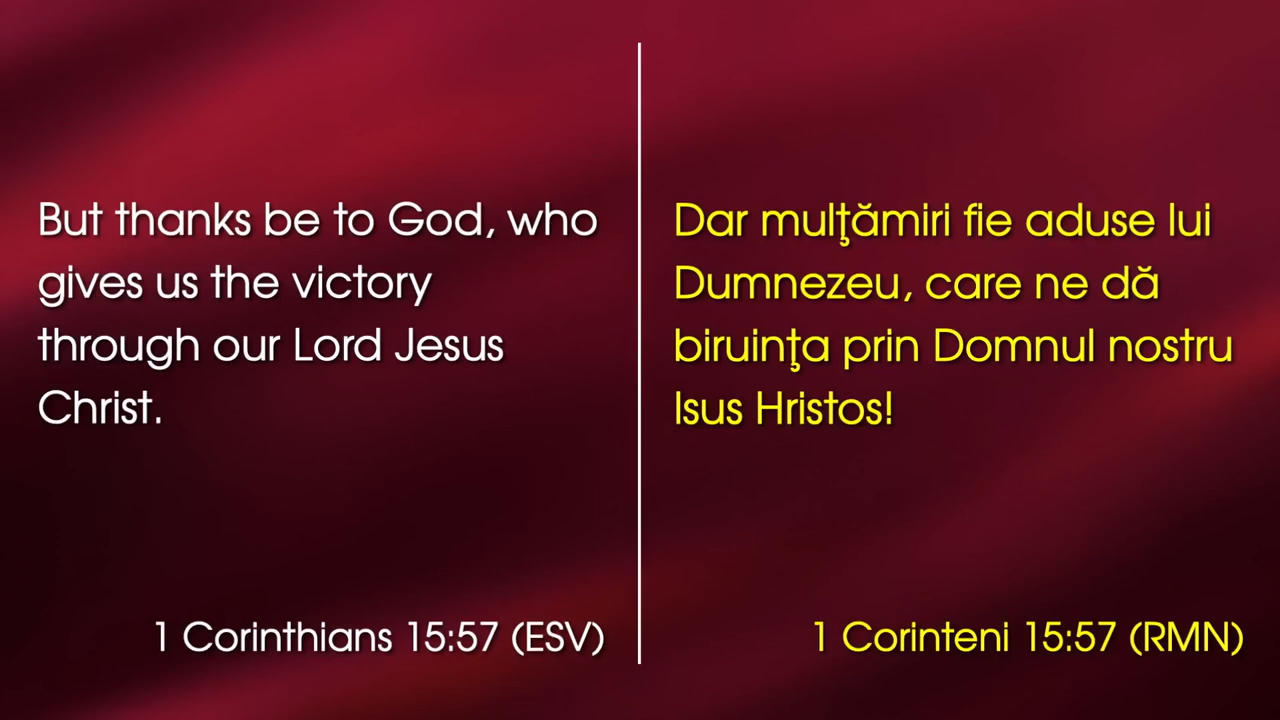 But thanks be to God, who
gives us the victory
through our Lord Jesus
Christ.
1 Corinthians 15:57 (ESV)
Dar mulţămiri fie aduse lui
Dumnezeu, care ne dă
biruinţa prin Domnul nostru
Isus Hristos!
1 Corinteni 15:57 (RMN)